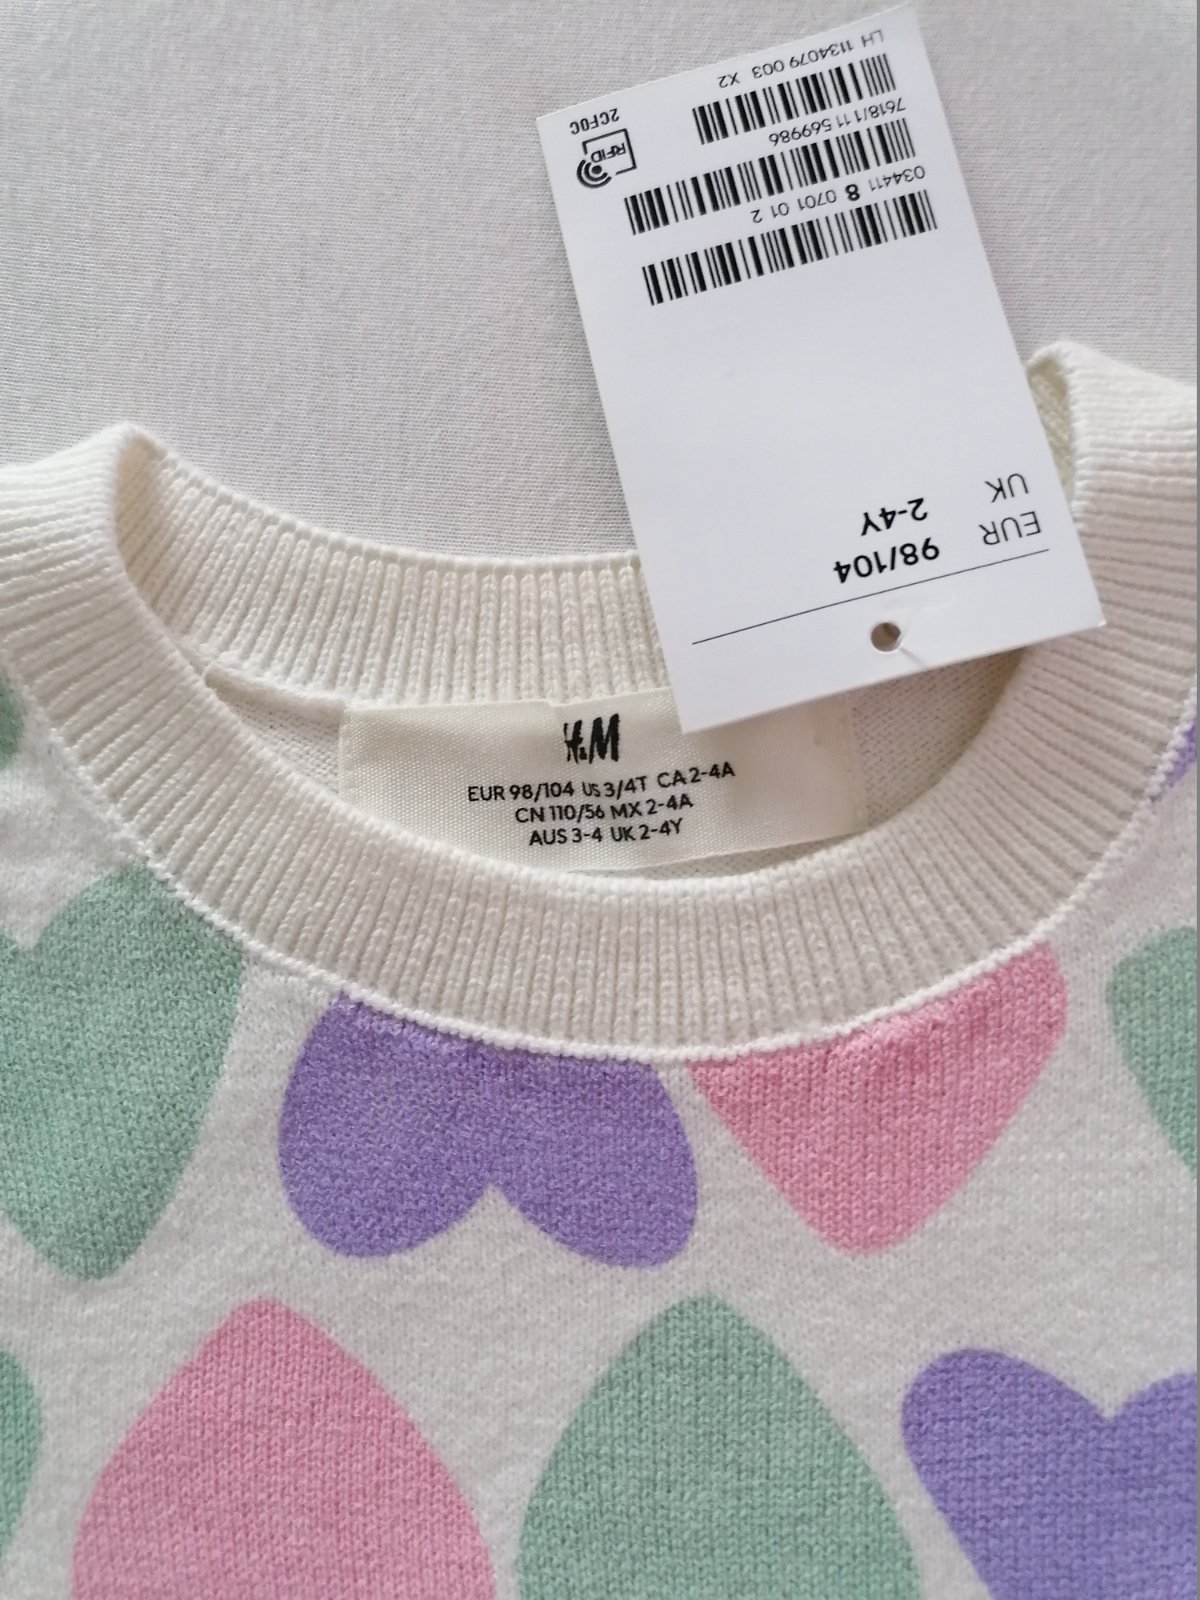 LH 1134079 003 X2
7618/1 11 569986
034411 8 0701 01 2
2CF0C
RFID
UK 2-4Y
EUR 98/104
H&M
EUR 98/104 US 3/4T CA 2-4A
CN 110/56 MX 2-4A
AUS 3-4 UK 2-4Y